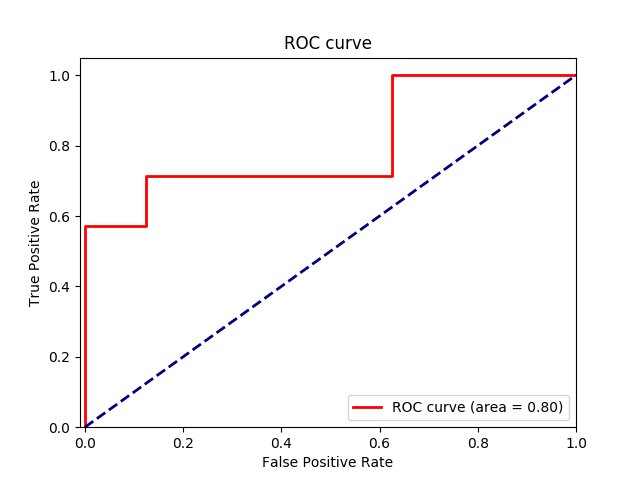 ROC curve
1.0
0.8
0.6
0.4
0.2
0.0
True Positive Rate
ROC curve (area = 0.80)
0.0 0.2 0.4 0.6 0.8 1.0
False Positive Rate